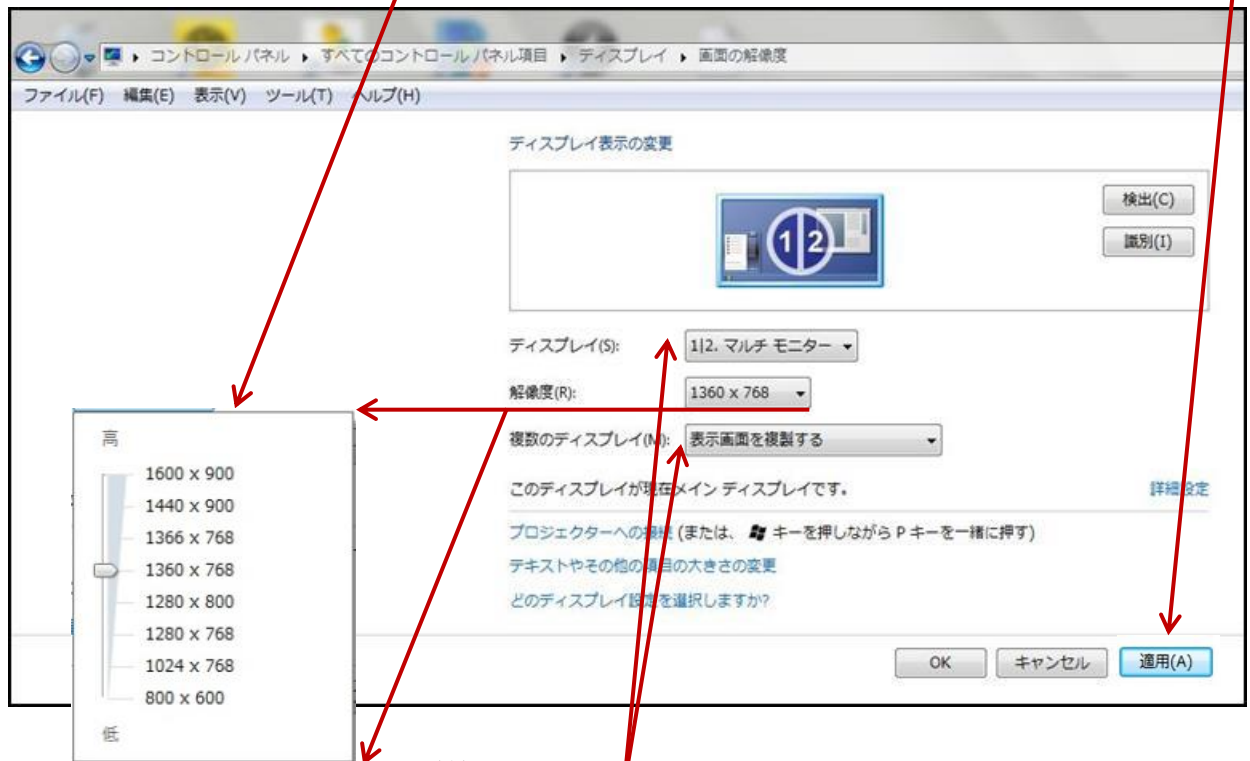 コントロール パネル ▸ すべてのコントロール パネル項目 ▸ ディスプレイ ▸ 画面の解像度
ファイル(F) 編集(E) 表示(V) ツール(T) ヘルプ(H)
ディスプレイ表示の変更
1|2
検出(C)
識別(I)
ディスプレイ(S): 1|2. マルチ モニター
解像度(R): 1360 x 768
複数のディスプレイ(M): 表示画面を複製する
このディスプレイが現在メイン ディスプレイです。 詳細設定
プロジェクターへの接続 (または、 キーを押しながら P キーを一緒に押す)
テキストやその他の項目の大きさの変更
どのディスプレイ設定を選択しますか?
OK キャンセル 適用(A)
高
1600 x 900
1440 x 900
1366 x 768
1360 x 768
1280 x 800
1280 x 768
1024 x 768
800 x 600
低